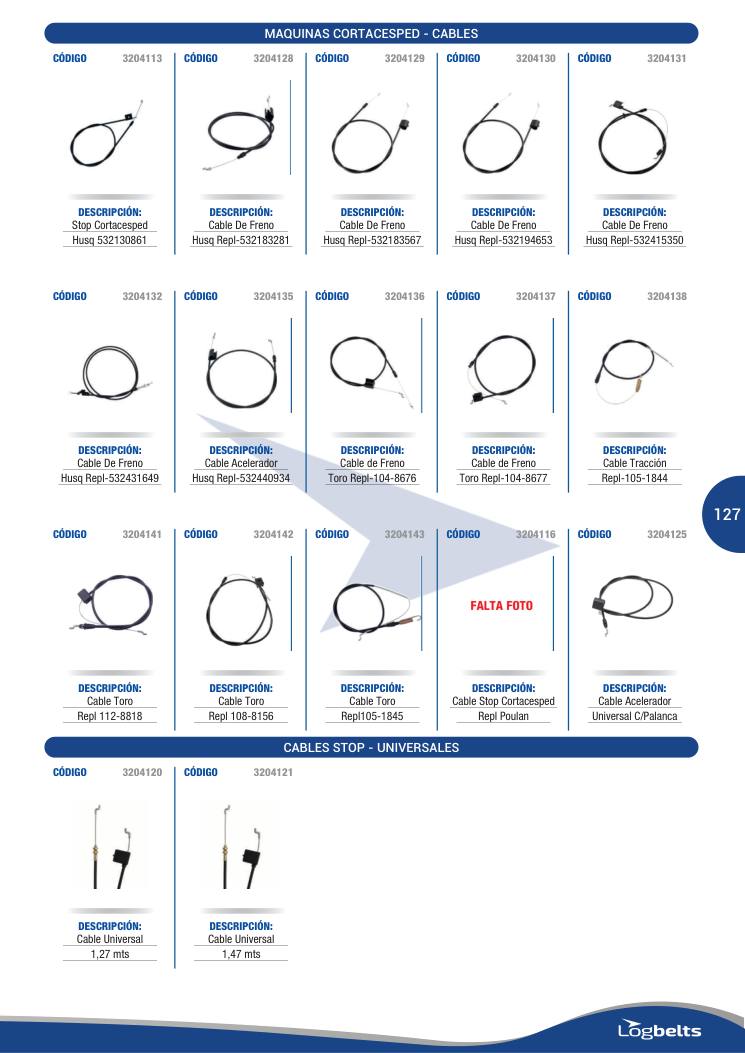 MAQUINAS CORTACESPED - CABLES
CÓDIGO 3204113
CÓDIGO 3204128
CÓDIGO 3204129
CÓDIGO 3204130
CÓDIGO 3204131
DESCRIPCIÓN:
Stop Cortacesped
Husq 532130861
DESCRIPCIÓN:
Cable De Freno
Husq Repl-532183281
DESCRIPCIÓN:
Cable De Freno
Husq Repl-532183567
DESCRIPCIÓN:
Cable De Freno
Husq Repl-532194653
DESCRIPCIÓN:
Cable De Freno
Husq Repl-532415350
CÓDIGO 3204132
CÓDIGO 3204135
CÓDIGO 3204136
CÓDIGO 3204137
CÓDIGO 3204138
DESCRIPCIÓN:
Cable De Freno
Husq Repl-532431649
DESCRIPCIÓN:
Cable Acelerador
Husq Repl-532440934
DESCRIPCIÓN:
Cable de Freno
Toro Repl-104-8676
DESCRIPCIÓN:
Cable de Freno
Toro Repl-104-8677
DESCRIPCIÓN:
Cable Tracción
Repl-105-1844
127
CÓDIGO 3204141
CÓDIGO 3204142
CÓDIGO 3204143
CÓDIGO 3204116
CÓDIGO 3204125
FALTA FOTO
DESCRIPCIÓN:
Cable Toro
Repl 112-8818
DESCRIPCIÓN:
Cable Toro
Repl 108-8156
DESCRIPCIÓN:
Cable Toro
Repl105-1845
DESCRIPCIÓN:
Cable Stop Cortacesped
Repl Poulan
DESCRIPCIÓN:
Cable Acelerador
Universal C/Palanca
CABLES STOP - UNIVERSALES
CÓDIGO 3204120
CÓDIGO 3204121
DESCRIPCIÓN:
Cable Universal
1,27 mts
DESCRIPCIÓN:
Cable Universal
1,47 mts
Logbelts